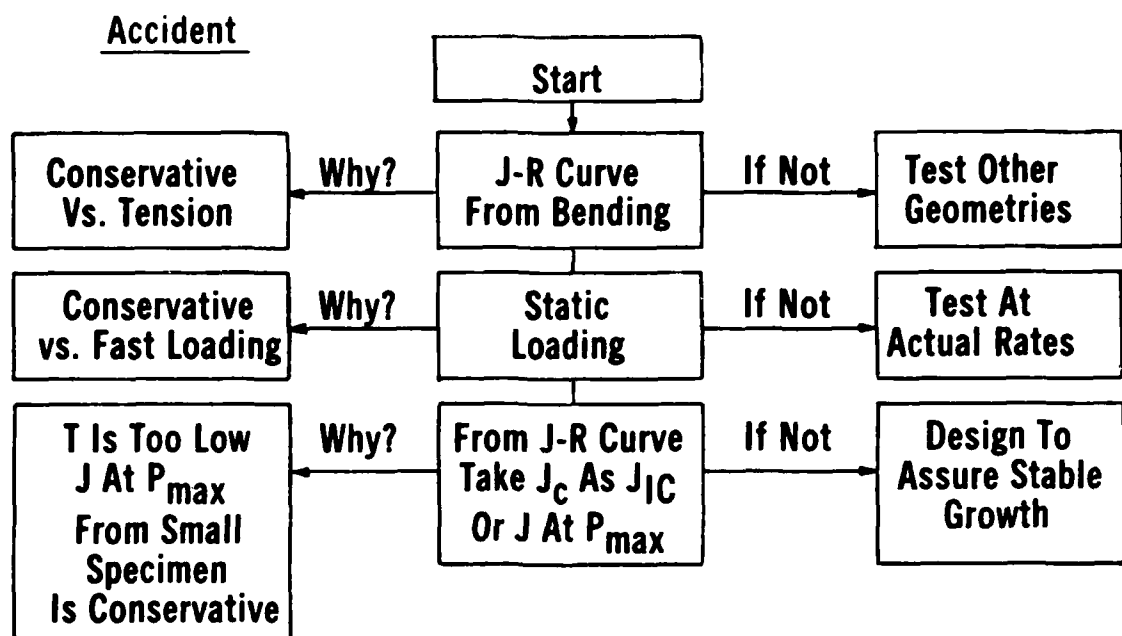 Accident
Start
Conservative
Vs. Tension
Why?
J-R Curve
From Bending
If Not
Test Other
Geometries
Conservative
vs. Fast Loading
Why?
Static
Loading
If Not
Test At
Actual Rates
T Is Too Low
J At Pmax
From Small
Specimen
Is Conservative
Why?
From J-R Curve
Take Jc As JIC
Or J At Pmax
If Not
Design To
Assure Stable
Growth